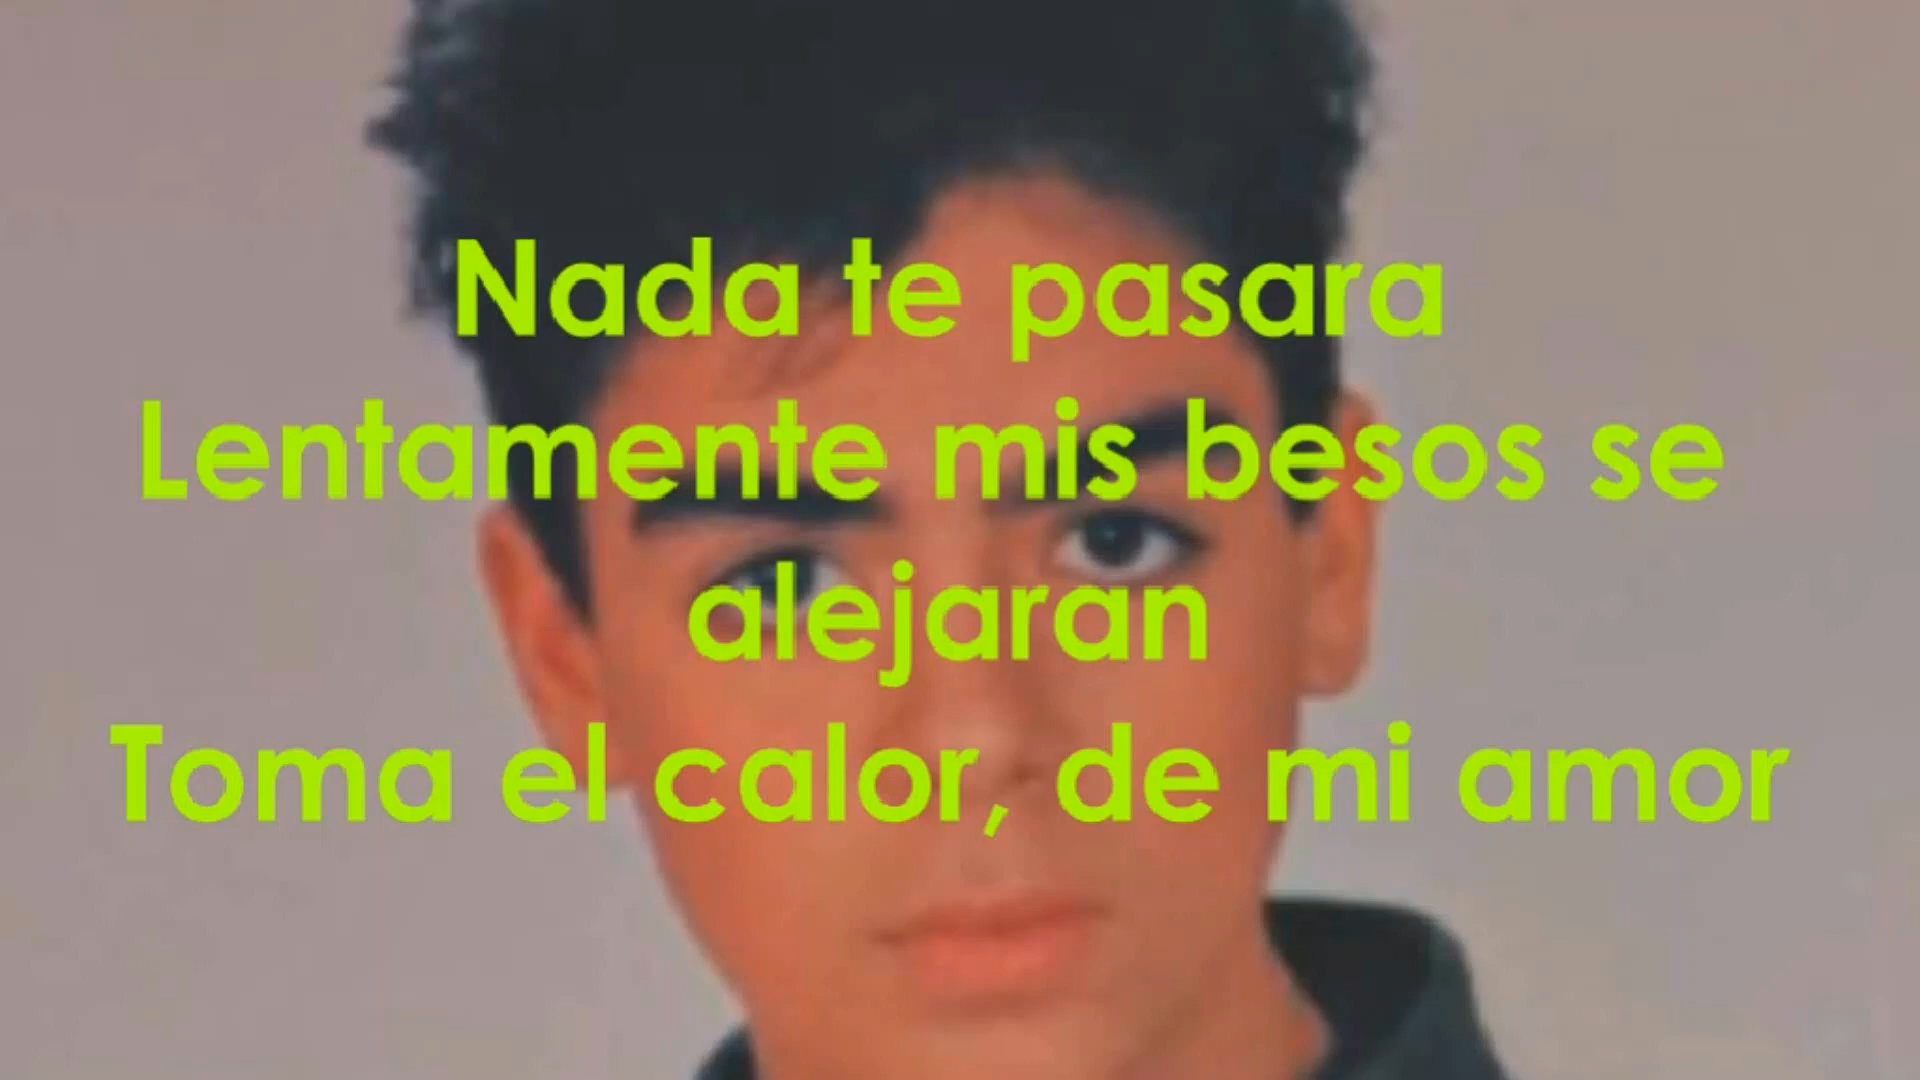 Nada te pasara
Lentamente mis besos se
alejaran
Toma el calor, de mi amor